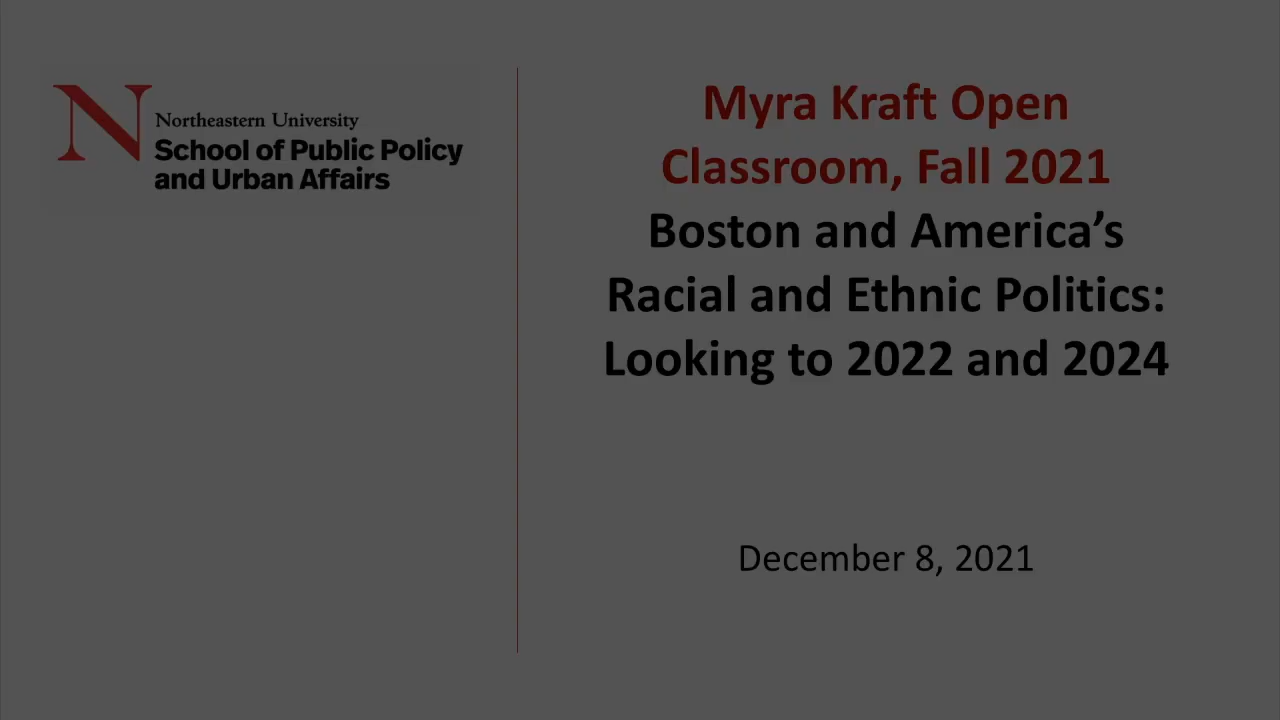 N
Northeastern University
School of Public Policy
and Urban Affairs
Myra Kraft Open
Classroom, Fall 2021
Boston and America’s
Racial and Ethnic Politics:
Looking to 2022 and 2024
December 8, 2021